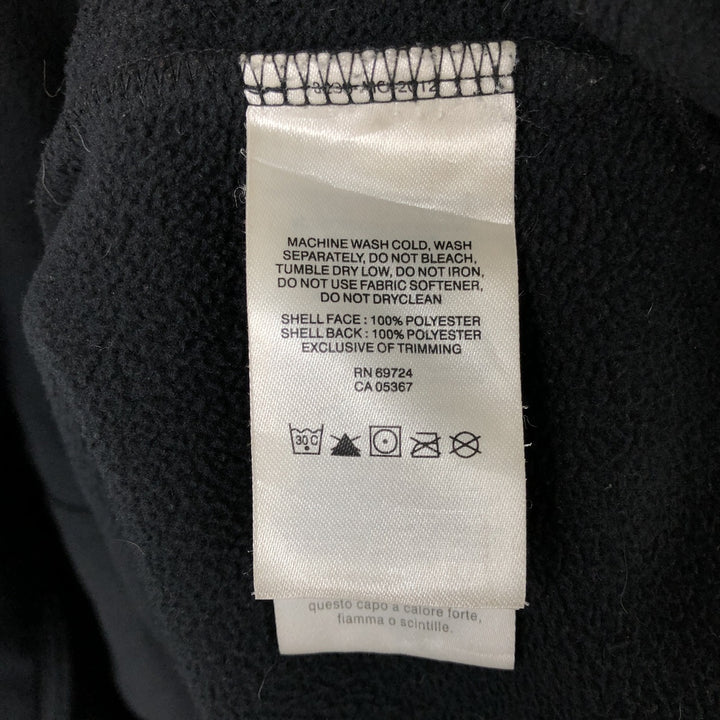 MACHINE WASH COLD, WASH
SEPARATELY, DO NOT BLEACH,
TUMBLE DRY LOW, DO NOT IRON,
DO NOT USE FABRIC SOFTENER,
DO NOT DRYCLEAN
SHELL FACE : 100% POLYESTER
SHELL BACK : 100% POLYESTER
EXCLUSIVE OF TRIMMING
RN 69724
CA 05367
30 C
questo capo a calore forte,
fiamma o scintille.